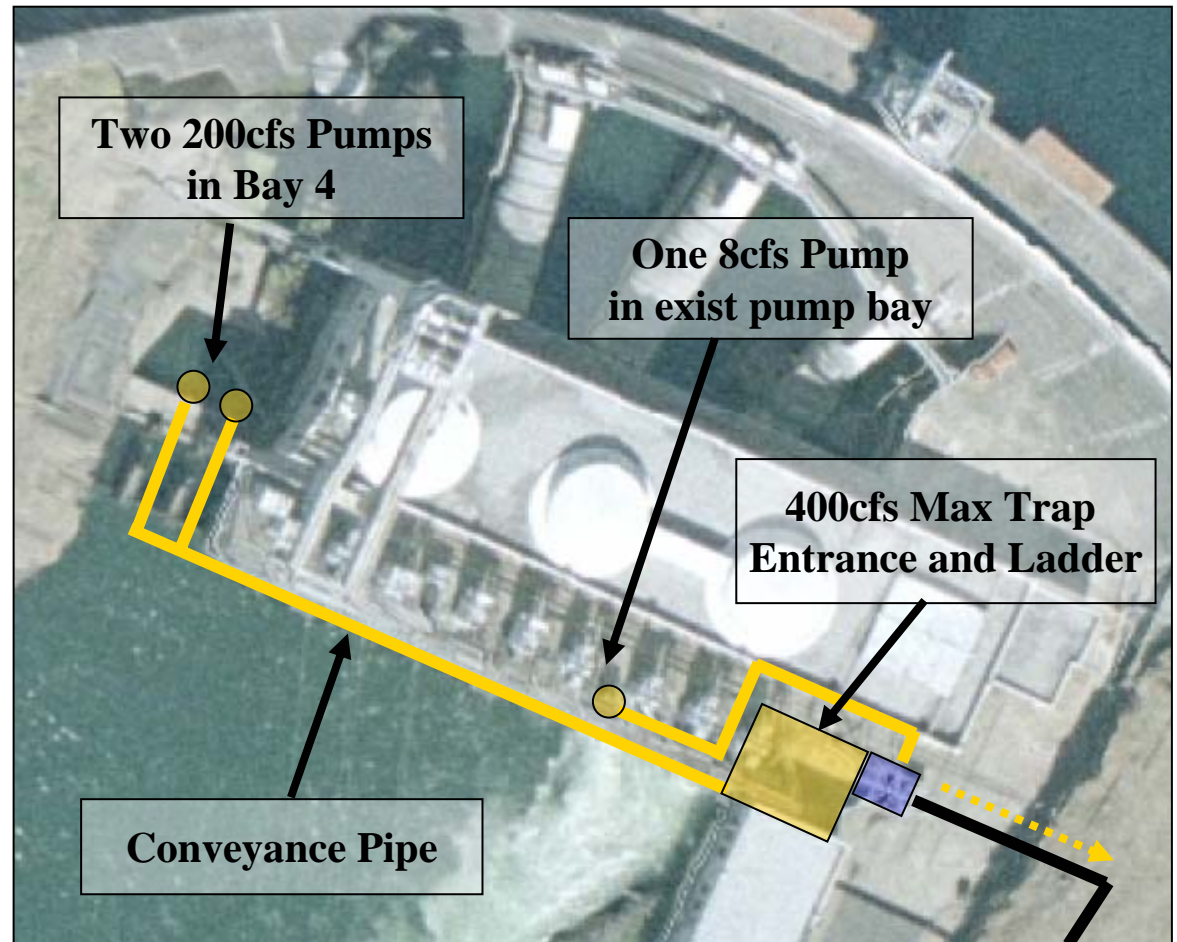 Two 200cfs Pumps
in Bay 4
One 8cfs Pump
in exist pump bay
400cfs Max Trap
Entrance and Ladder
Conveyance Pipe